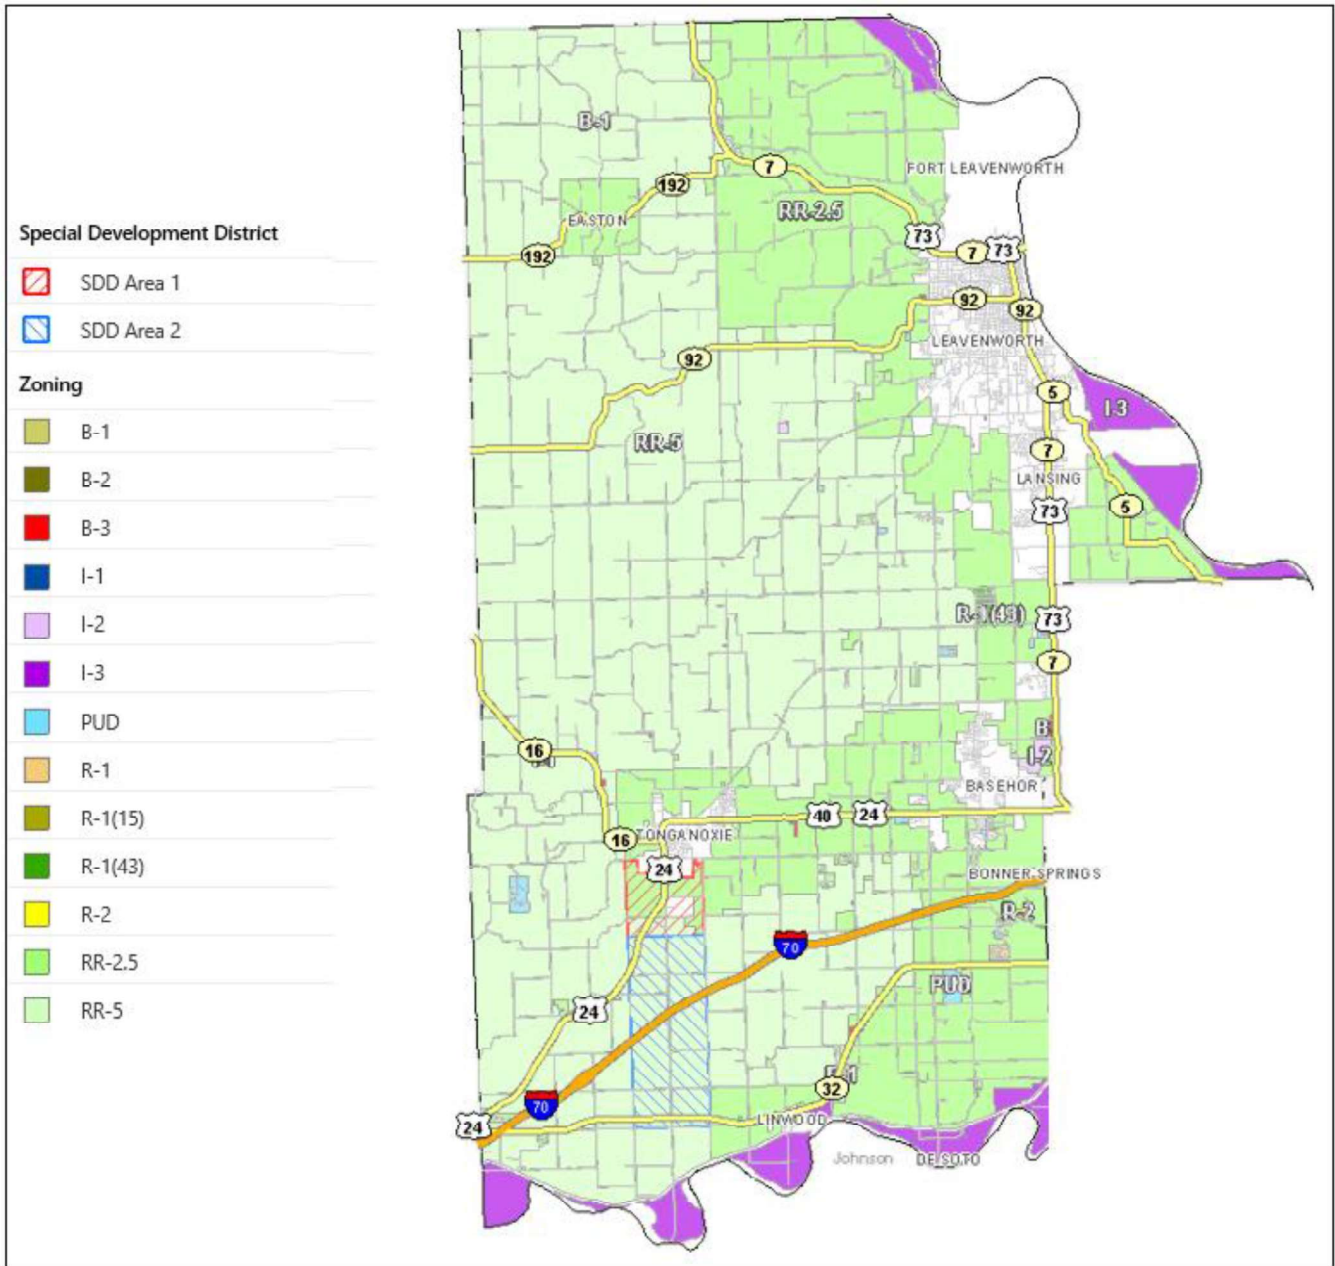 Special Development District
SDD Area 1
SDD Area 2
Zoning
B-1
B-2
B-3
I-1
I-2
I-3
PUD
R-1
R-1(15)
R-1(43)
R-2
RR-2.5
RR-5
B-1
FORT LEAVENWORTH
7
192
RR-2.5
EASTON
73
7
73
192
92
92
LEAVENWORTH
92
5
I-3
RR-5
7
LANSING
5
73
R-1(43)
73
7
B
16
I-2
BASEHOR
40
24
16
TONGANOXIE
24
BONNER SPRINGS
R-2
70
PUD
24
32
70
24
LINWOOD
Johnson
DE SOTO